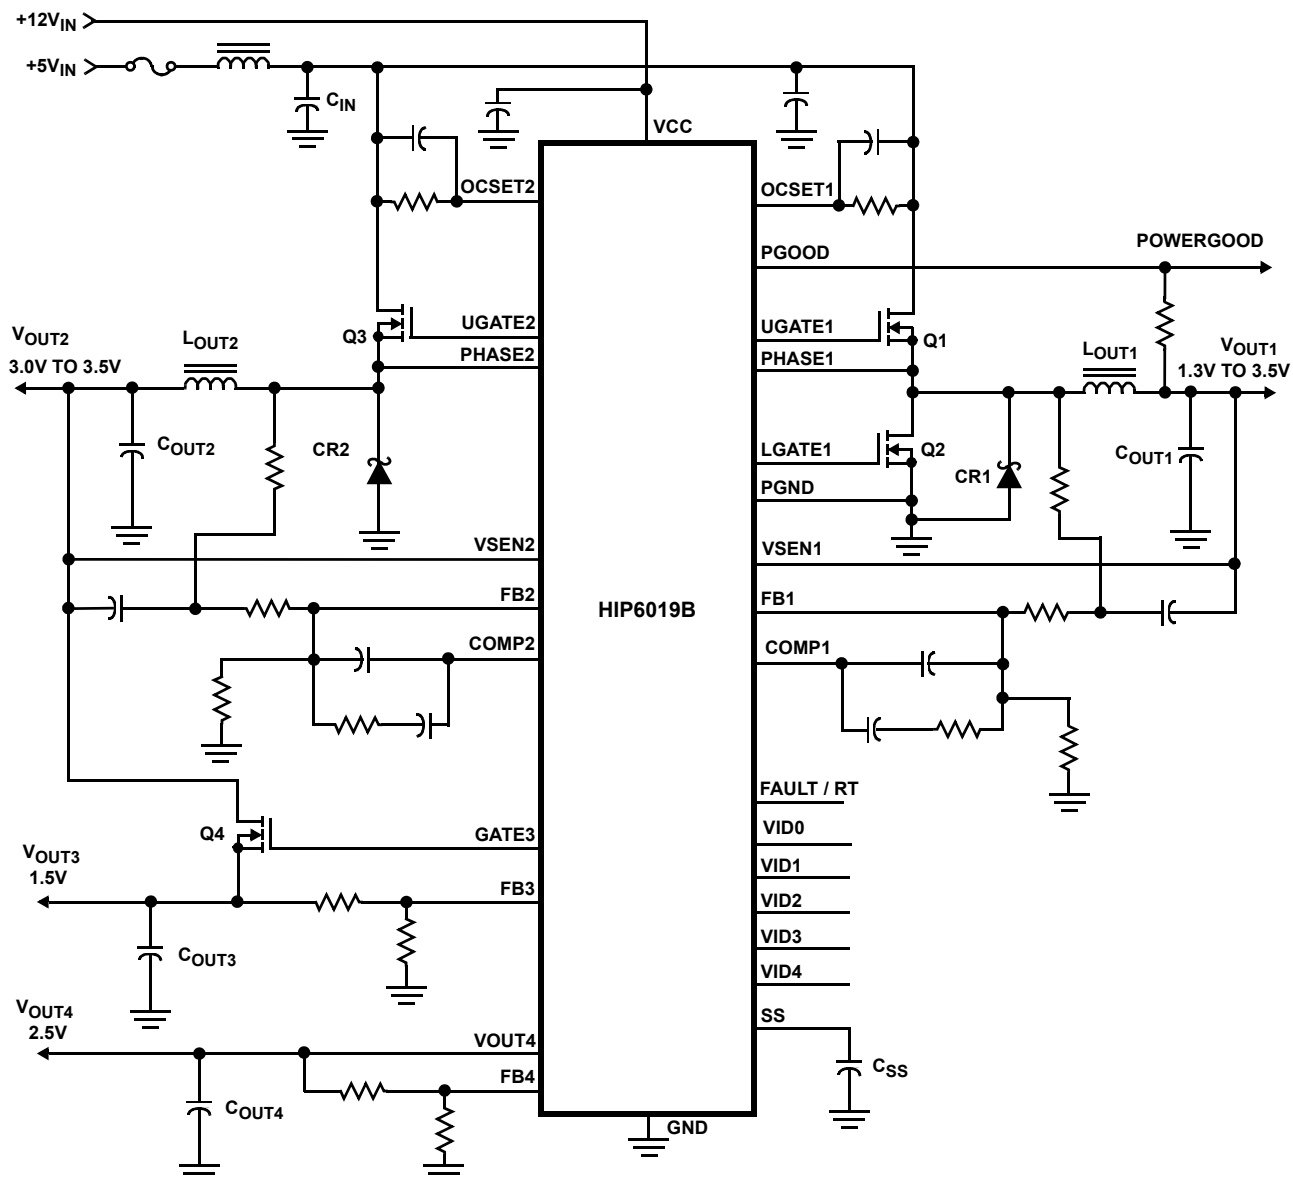 +12VIN
+5VIN
CIN
VCC
OCSET2
OCSET1
PGOOD
POWERGOOD
UGATE2
Q3
PHASE2
UGATE1
Q1
PHASE1
VOUT2
3.0V TO 3.5V
LOUT2
LOUT1
VOUT1
1.3V TO 3.5V
COUT2
CR2
LGATE1
Q2
PGND
CR1
COUT1
VSEN2
VSEN1
FB2
HIP6019B
FB1
COMP2
COMP1
FAULT / RT
Q4
GATE3
VID0
VOUT3
1.5V
FB3
VID1
VID2
VID3
COUT3
VID4
VOUT4
2.5V
SS
VOUT4
FB4
CSS
COUT4
GND